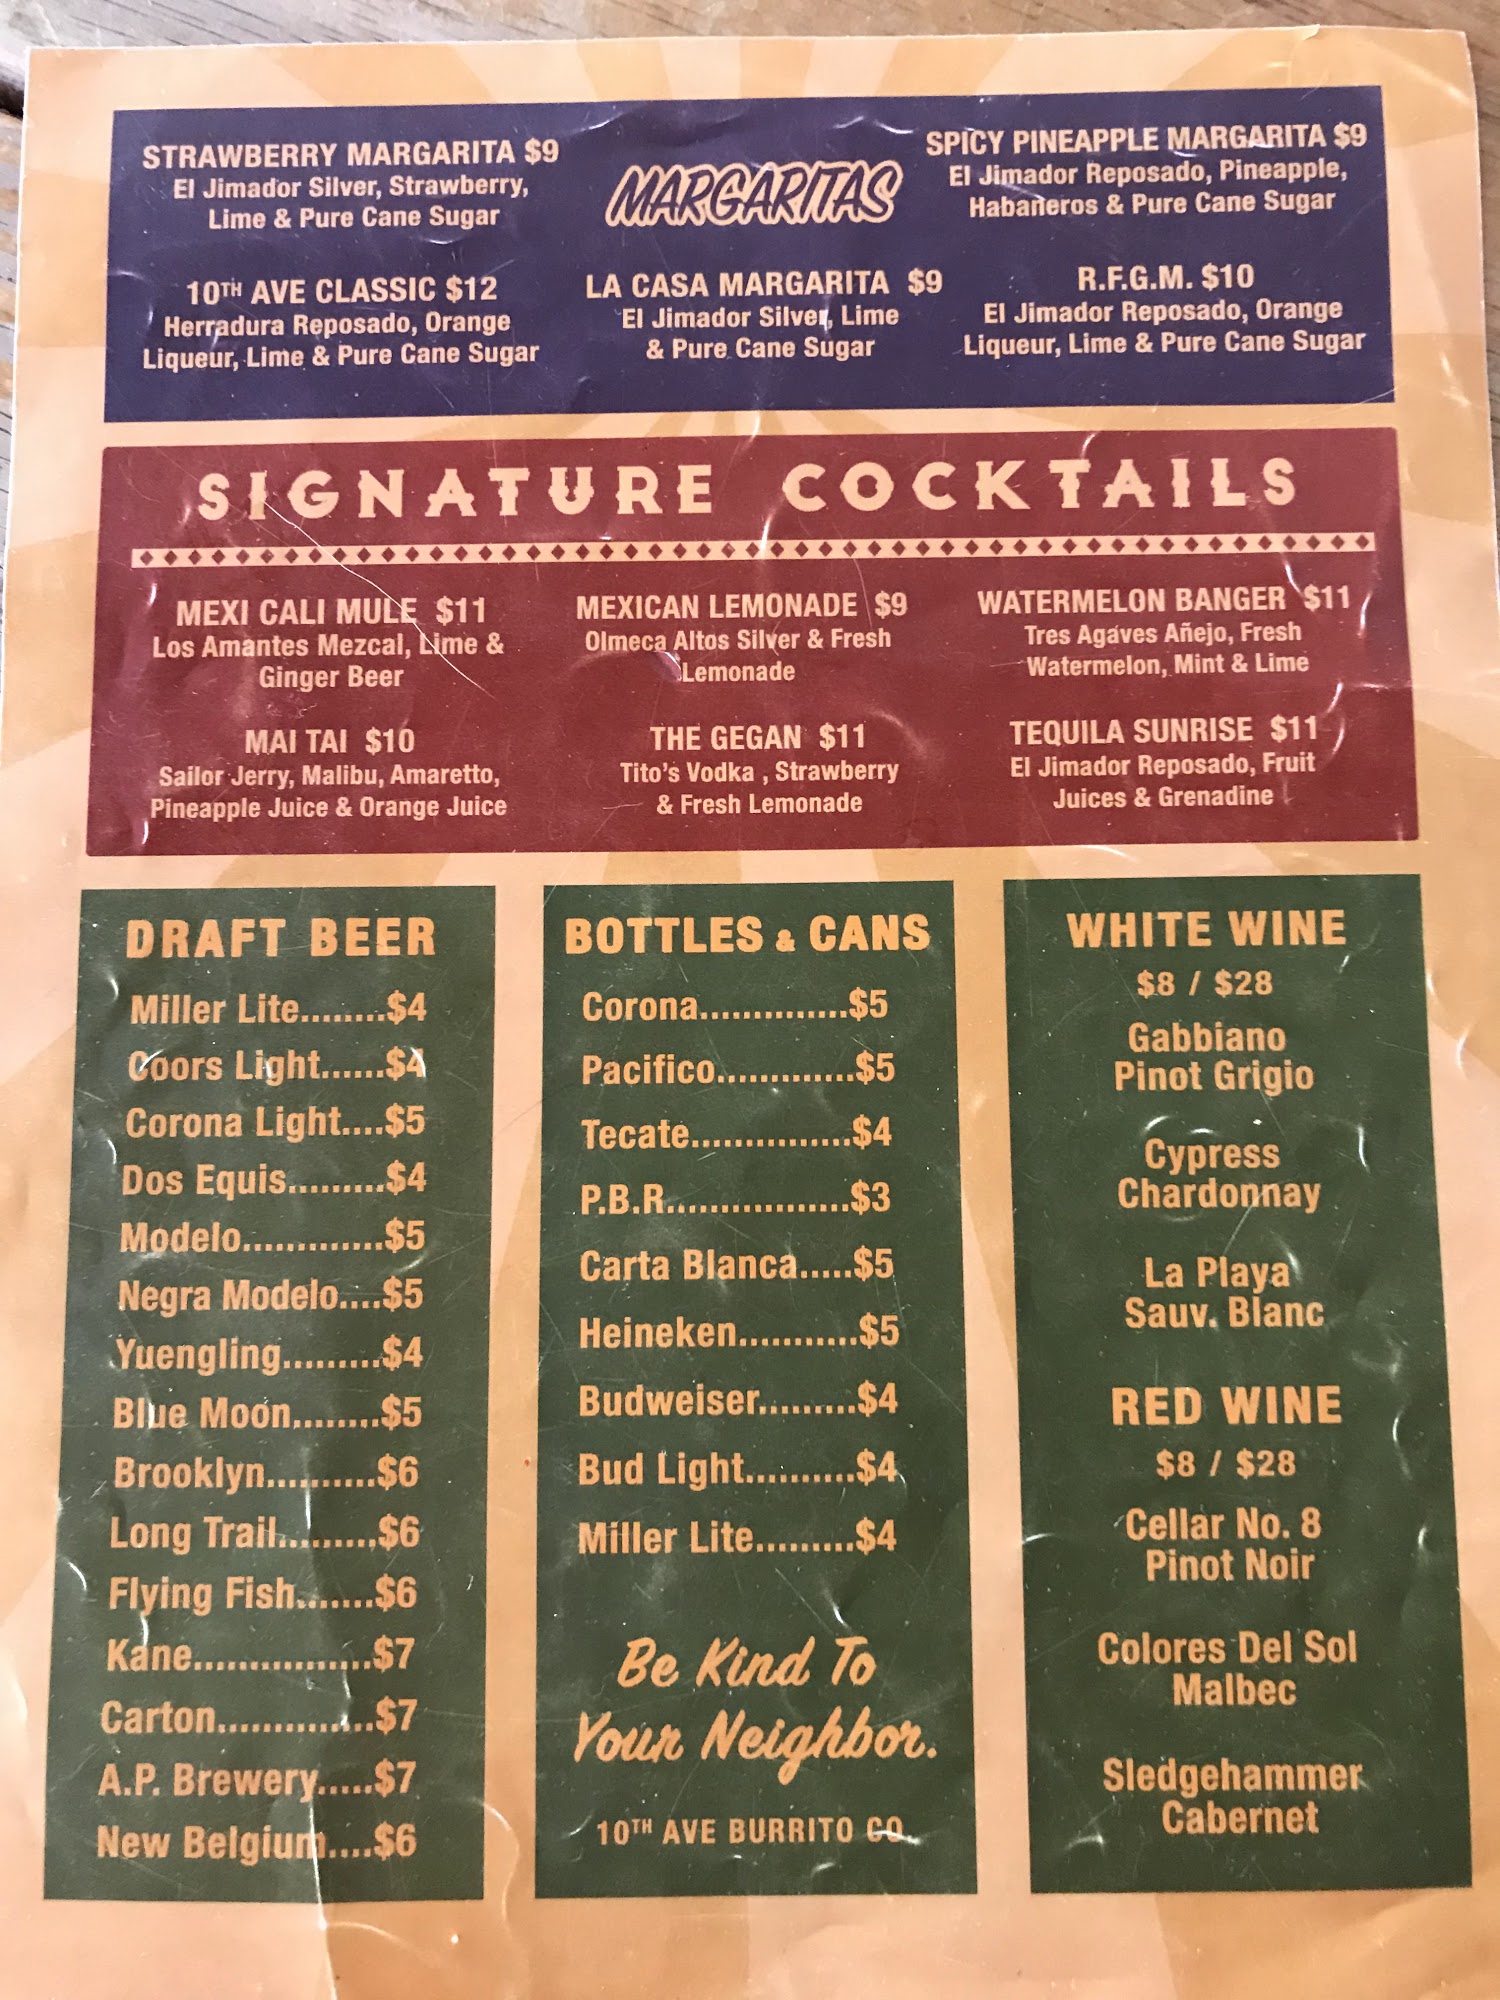 STRAWBERRY MARGARITA $9
El Jimador Silver, Strawberry,
Lime & Pure Cane Sugar
MARGARITAS
SPICY PINEAPPLE MARGARITA $9
El Jimador Reposado, Pineapple,
Habañeros & Pure Cane Sugar
10TH AVE CLASSIC $12
Herradura Reposado, Orange
Liqueur, Lime & Pure Cane Sugar
LA CASA MARGARITA $9
El Jimador Silver, Lime
& Pure Cane Sugar
R.F.G.M. $10
El Jimador Reposado, Orange
Liqueur, Lime & Pure Cane Sugar
SIGNATURE COCKTAILS
MEXI CALI MULE $11
Los Amantes Mezcal, Lime &
Ginger Beer
MEXICAN LEMONADE $9
Olmeca Altos Silver & Fresh
Lemonade
WATERMELON BANGER $11
Tres Agaves Añejo, Fresh
Watermelon, Mint & Lime
MAI TAI $10
Sailor Jerry, Malibu, Amaretto,
Pineapple Juice & Orange Juice
THE GEGAN $11
Tito's Vodka , Strawberry
& Fresh Lemonade
TEQUILA SUNRISE $11
El Jimador Reposado, Fruit
Juices & Grenadine
DRAFT BEER
Miller Lite........$4
Coors Light......$4
Corona Light....$5
Dos Equis.........$4
Modelo.............$5
Negra Modelo....$5
Yuengling.........$4
Blue Moon........$5
Brooklyn..........$6
Long Trail.........$6
Flying Fish.......$6
Kane................$7
Carton..............$7
A.P. Brewery.....$7
New Belgium....$6
BOTTLES & CANS
Corona..............$5
Pacifico.............$5
Tecate...............$4
P.B.R.................$3
Carta Blanca.....$5
Heineken...........$5
Budweiser.........$4
Bud Light..........$4
Miller Lite.........$4
Be Kind To
Your Neighbor.
10TH AVE BURRITO CO.
WHITE WINE
$8 / $28
Gabbiano
Pinot Grigio
Cypress
Chardonnay
La Playa
Sauv. Blanc
RED WINE
$8 / $28
Cellar No. 8
Pinot Noir
Colores Del Sol
Malbec
Sledgehammer
Cabernet